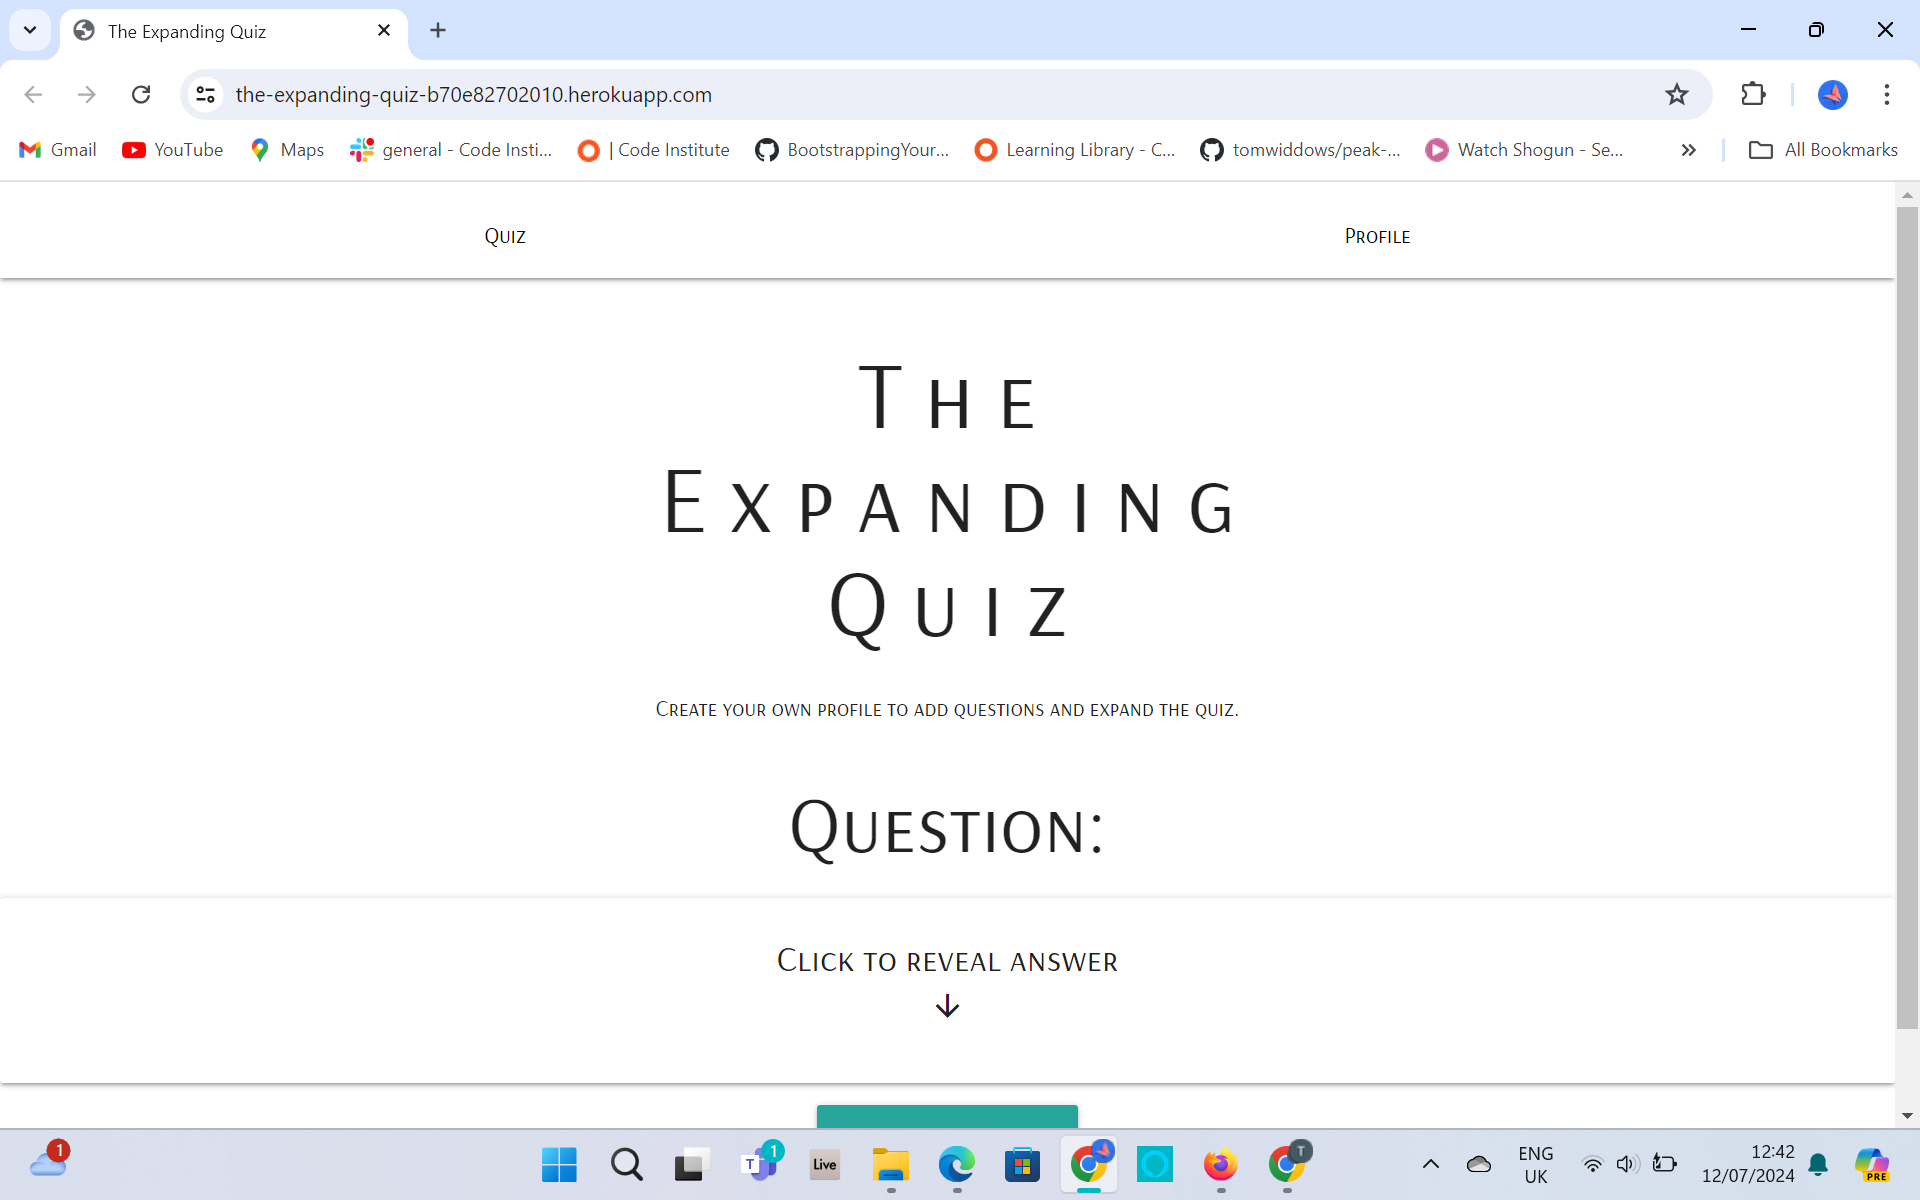 The Expanding Quiz
the-expanding-quiz-b70e82702010.herokuapp.com
Gmail YouTube Maps general - Code Insti... | Code Institute BootstrappingYour... Learning Library - C... tomwiddows/peak-... Watch Shogun - Se... » All Bookmarks
Quiz Profile
The
Expanding
Quiz
Create your own profile to add questions and expand the quiz.
Question:
Click to reveal answer
1 T 1 Live T ENG 12:42
UK 12/07/2024 PRE